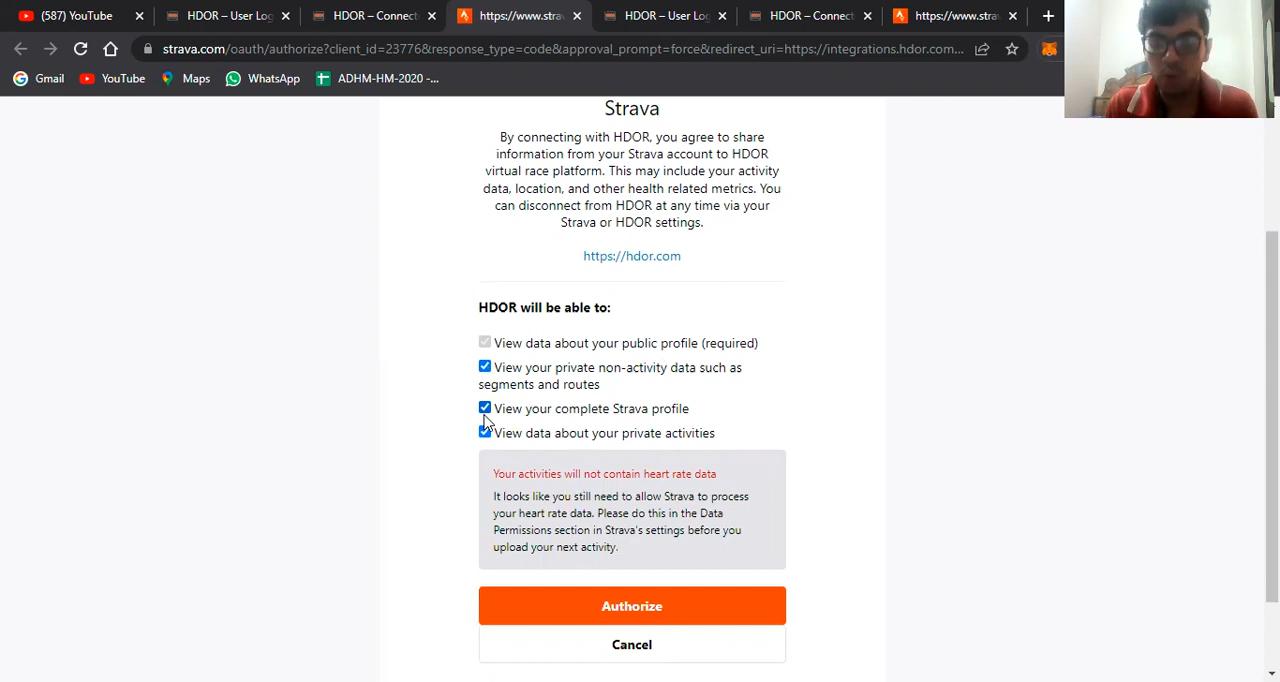 (587) YouTube
HDOR – User Log
HDOR – Connect
https://www.stra
HDOR – User Log
HDOR – Connect
https://www.stra
strava.com/oauth/authorize?client_id=23776&response_type=code&approval_prompt=force&redirect_uri=https://integrations.hdor.com...
Gmail
YouTube
Maps
WhatsApp
ADHM-HM-2020 -...
Strava
By connecting with HDOR, you agree to share
information from your Strava account to HDOR
virtual race platform. This may include your activity
data, location, and other health related metrics. You
can disconnect from HDOR at any time via your
Strava or HDOR settings.
https://hdor.com
HDOR will be able to:
View data about your public profile (required)
View your private non-activity data such as
segments and routes
View your complete Strava profile
View data about your private activities
Your activities will not contain heart rate data
It looks like you still need to allow Strava to process
your heart rate data. Please do this in the Data
Permissions section in Strava's settings before you
upload your next activity.
Authorize
Cancel